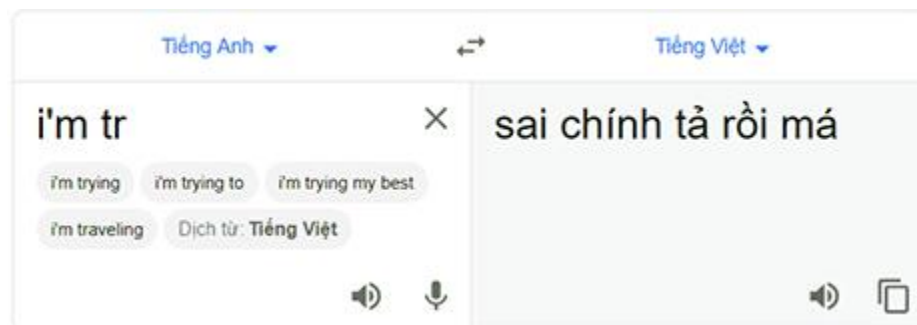 Tiếng Anh
Tiếng Việt
i'm tr
i'm trying i'm trying to i'm trying my best
i'm traveling Dịch từ: Tiếng Việt
sai chính tả rồi má